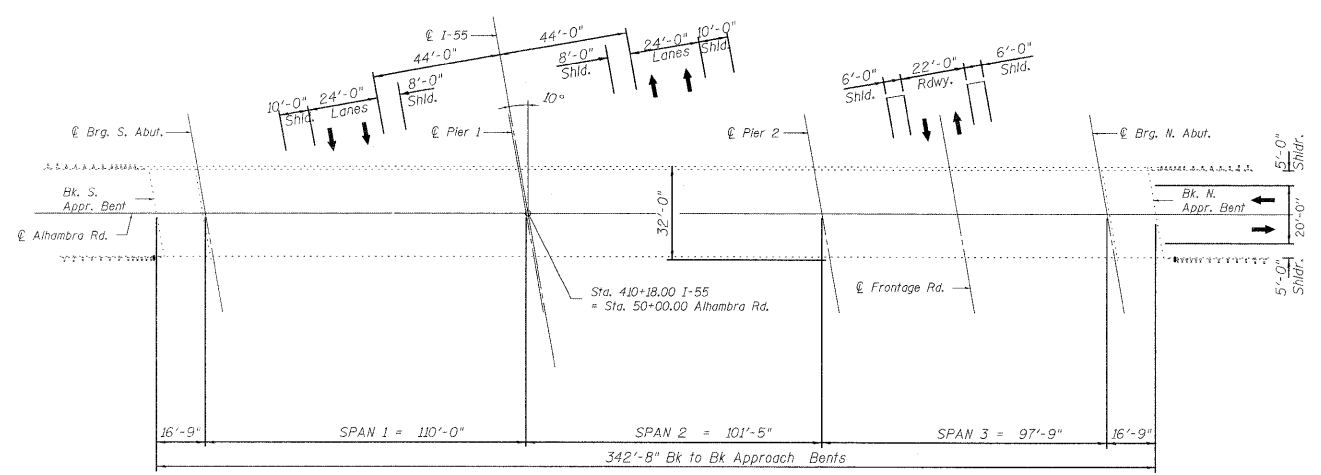 ℄ I-55
44'-0"
44'-0"
8'-0"
Shld.
24'-0"
Lanes
10'-0"
Shld.
10'-0"
Shld.
24'-0"
Lanes
8'-0"
Shld.
10°
6'-0"
Shld.
22'-0"
Rdwy.
6'-0"
Shld.
℄ Brg. S. Abut.
℄ Pier 1
℄ Pier 2
℄ Brg. N. Abut.
5'-0"
Shldr.
Bk. S.
Appr. Bent
32'-0"
Bk. N.
Appr. Bent
20'-0"
℄ Alhambra Rd.
5'-0"
Shldr.
Sta. 410+18.00 I-55
= Sta. 50+00.00 Alhambra Rd.
℄ Frontage Rd.
16'-9"
SPAN 1 = 110'-0"
SPAN 2 = 101'-5"
SPAN 3 = 97'-9"
16'-9"
342'-8" Bk to Bk Approach Bents